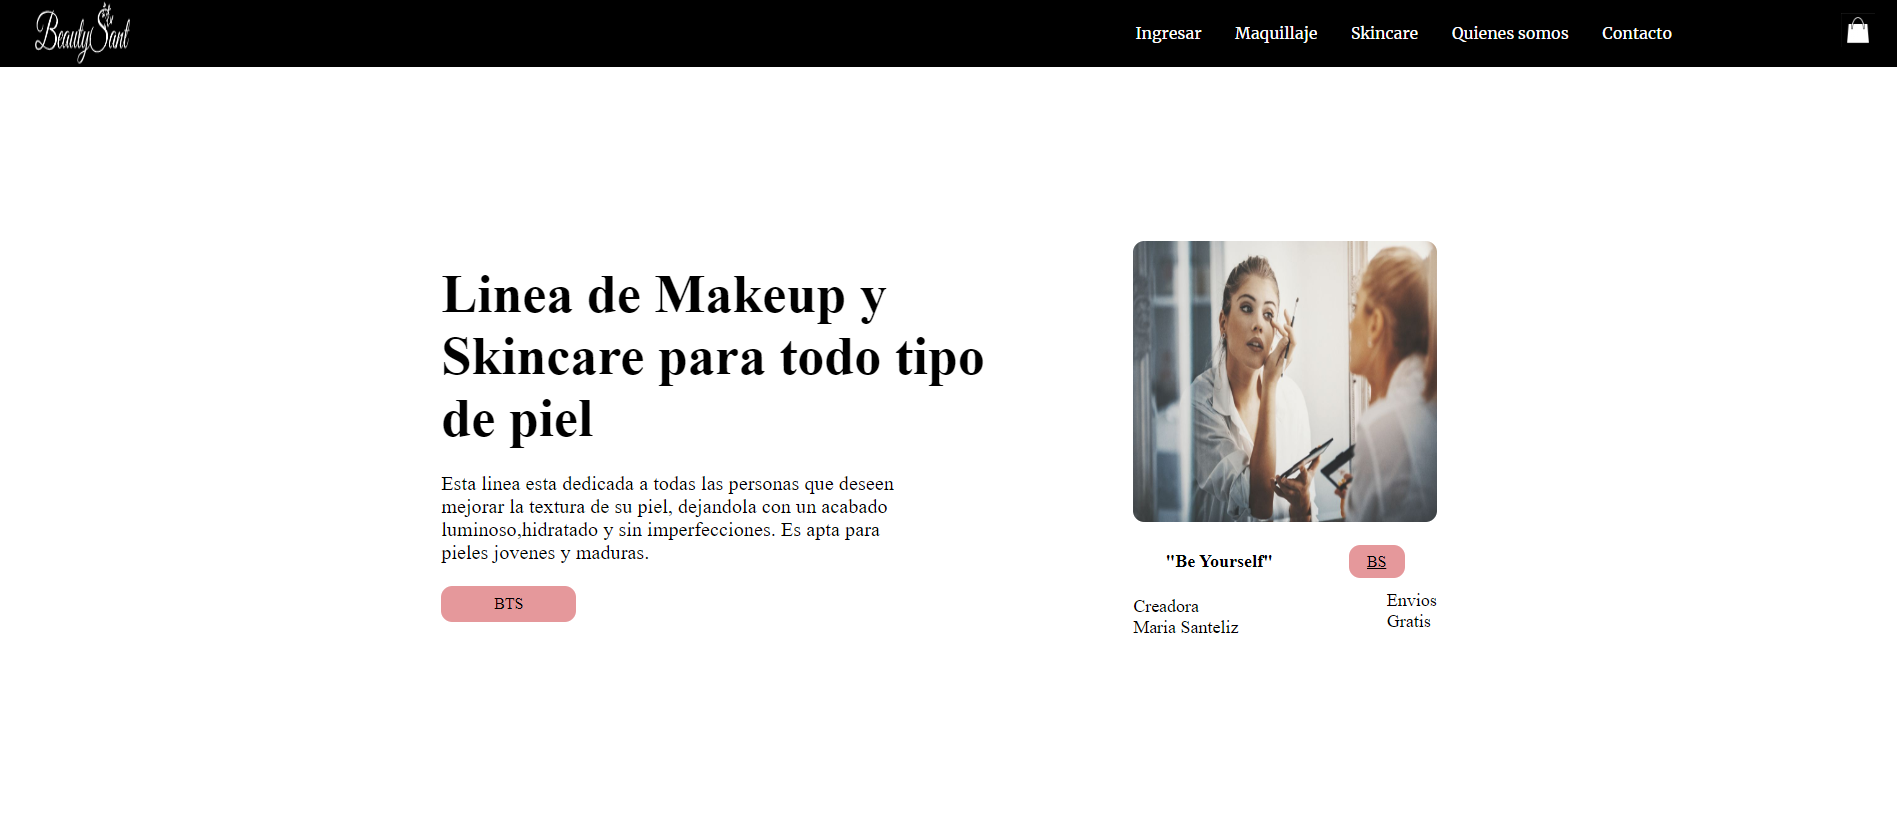 BeautySant
Ingresar Maquillaje Skincare Quienes somos Contacto
Linea de Makeup y
Skincare para todo tipo
de piel
Esta linea esta dedicada a todas las personas que deseen
mejorar la textura de su piel, dejandola con un acabado
luminoso,hidratado y sin imperfecciones. Es apta para
pieles jovenes y maduras.
BTS
"Be Yourself"
BS
Creadora
Maria Santeliz
Envios
Gratis